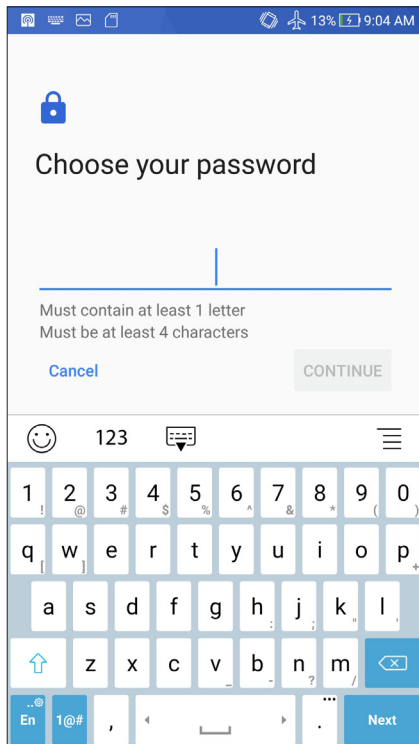 13% 9:04 AM
Choose your password
Must contain at least 1 letter
Must be at least 4 characters
Cancel CONTINUE
123
1 ! 2 @ 3 # 4 $ 5 % 6 ^ 7 & 8 * 9 ( 0 )
q [ w ] e r t y u i o p +
a s d f g h : j ; k " l '
z x c v _ b - n ? m /
En 1@# , . Next